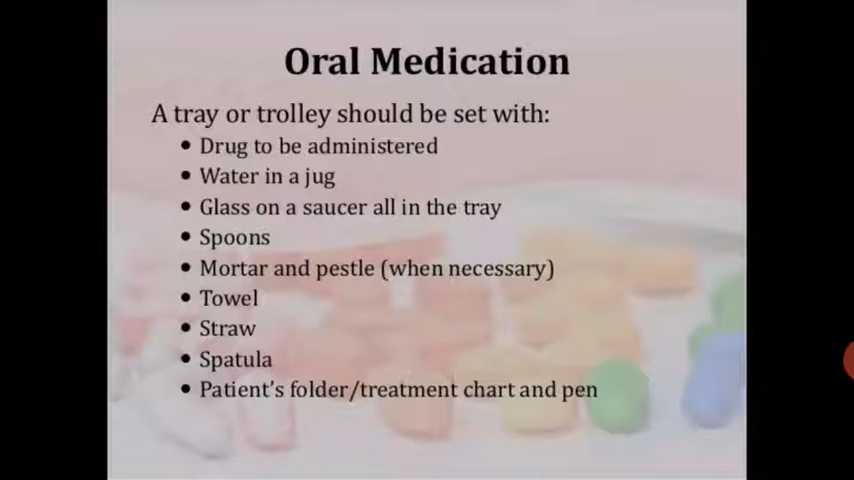 Oral Medication
A tray or trolley should be set with:
• Drug to be administered
• Water in a jug
• Glass on a saucer all in the tray
• Spoons
• Mortar and pestle (when necessary)
• Towel
• Straw
• Spatula
• Patient's folder/treatment chart and pen